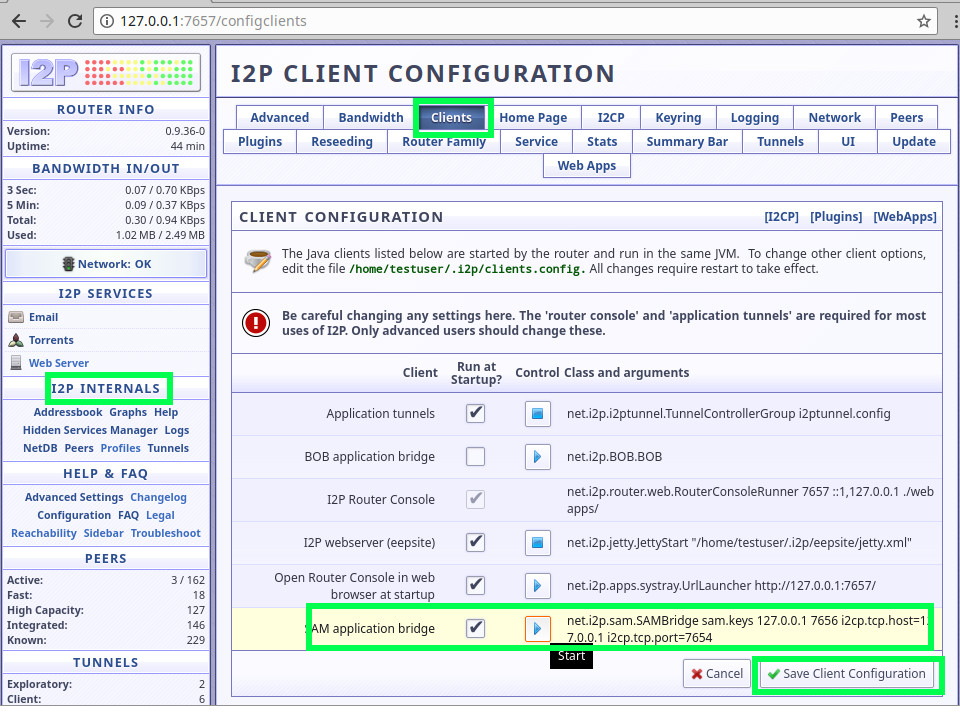 127.0.0.1:7657/configclients
I2P
ROUTER INFO
Version: 0.9.36-0
Uptime: 44 min
BANDWIDTH IN/OUT
3 Sec: 0.07 / 0.70 KBps
5 Min: 0.09 / 0.37 KBps
Total: 0.30 / 0.94 KBps
Used: 1.02 MB / 2.49 MB
Network: OK
I2P SERVICES
Email
Torrents
Web Server
I2P INTERNALS
Addressbook Graphs Help
Hidden Services Manager Logs
NetDB Peers Profiles Tunnels
HELP & FAQ
Advanced Settings Changelog
Configuration FAQ Legal
Reachability Sidebar Troubleshoot
PEERS
Active: 3 / 162
Fast: 18
High Capacity: 127
Integrated: 146
Known: 229
TUNNELS
Exploratory: 2
Client: 6
I2P CLIENT CONFIGURATION
Advanced Bandwidth Clients Home Page I2CP Keyring Logging Network Peers
Plugins Reseeding Router Family Service Stats Summary Bar Tunnels UI Update
Web Apps
CLIENT CONFIGURATION [I2CP] [Plugins] [WebApps]
The Java clients listed below are started by the router and run in the same JVM. To change other client options,
edit the file /home/testuser/.i2p/clients.config. All changes require restart to take effect.
Be careful changing any settings here. The 'router console' and 'application tunnels' are required for most
uses of I2P. Only advanced users should change these.
Client Run at Startup? Control Class and arguments
Application tunnels net.i2p.i2ptunnel.TunnelControllerGroup i2ptunnel.config
BOB application bridge net.i2p.BOB.BOB
I2P Router Console net.i2p.router.web.RouterConsoleRunner 7657 ::1,127.0.0.1 ./web
apps/
I2P webserver (eepsite) net.i2p.jetty.JettyStart "/home/testuser/.i2p/eepsite/jetty.xml"
Open Router Console in web
browser at startup net.i2p.apps.systray.UrlLauncher http://127.0.0.1:7657/
SAM application bridge net.i2p.sam.SAMBridge sam.keys 127.0.0.1 7656 i2cp.tcp.host=12
7.0.0.1 i2cp.tcp.port=7654
Start
Cancel Save Client Configuration